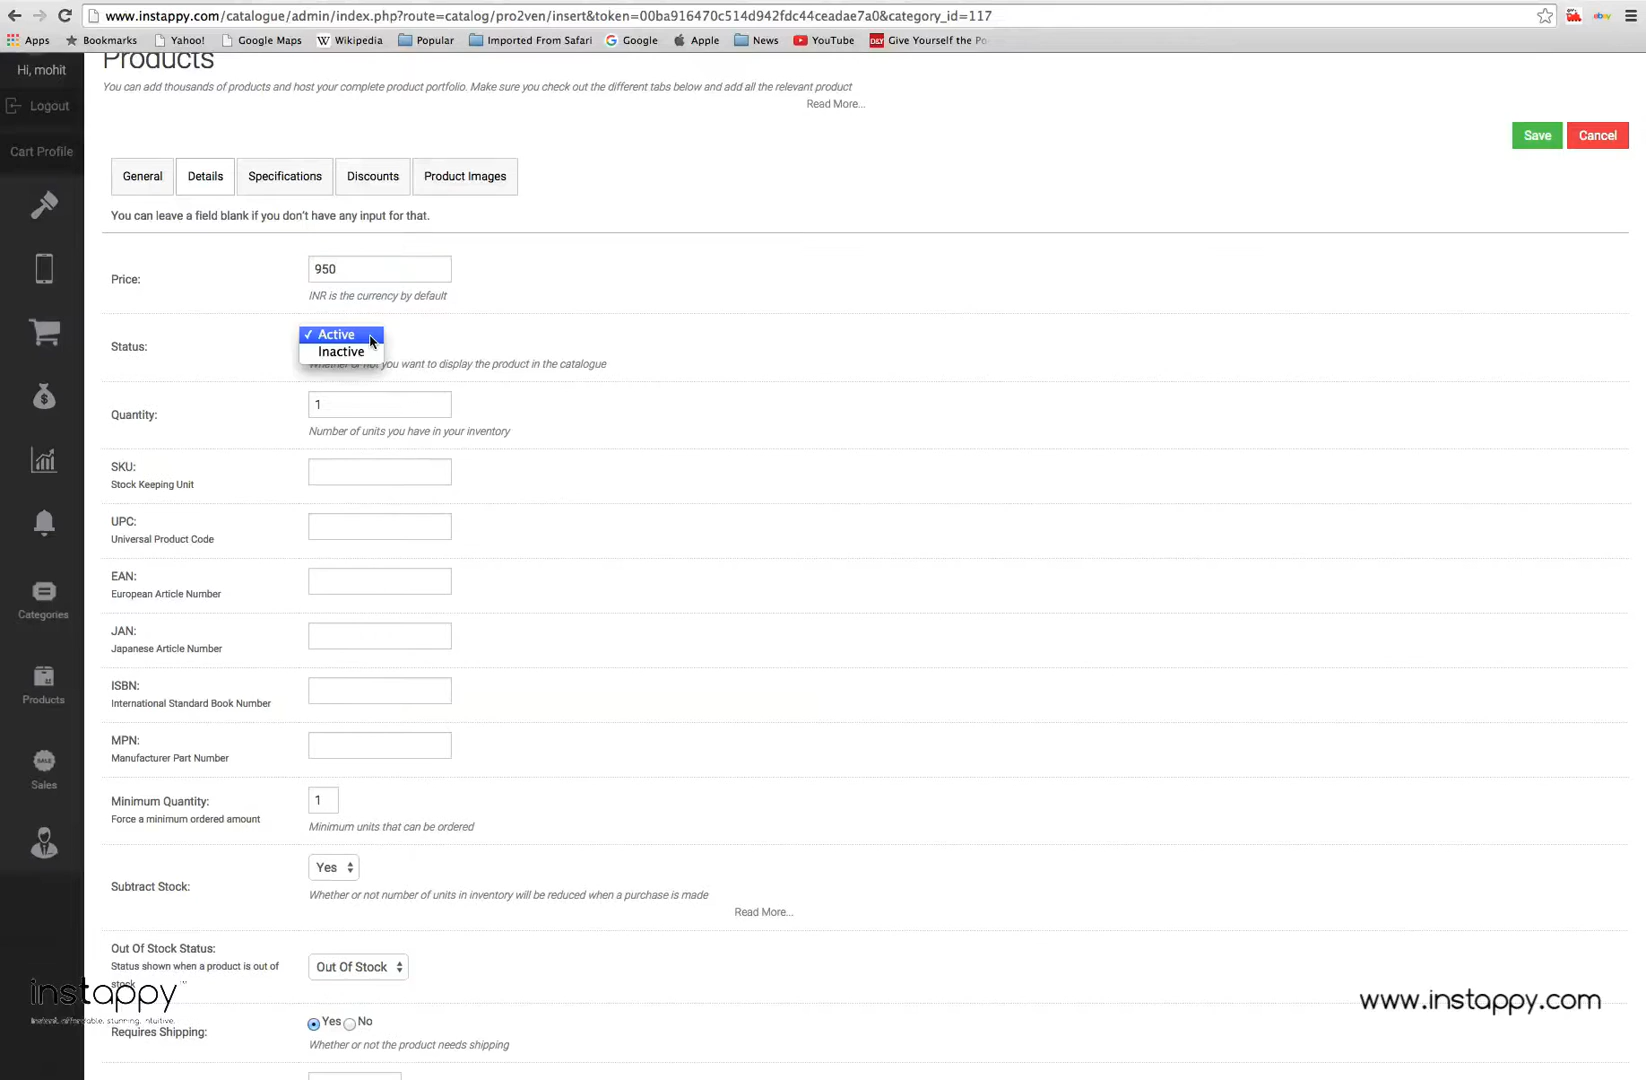 www.instappy.com/catalogue/admin/index.php?route=catalog/pro2ven/insert&token=00ba916470c514d942fdc44ceadae7a0&category_id=117
Apps Bookmarks Yahoo! Google Maps Wikipedia Popular Imported From Safari Google Apple News YouTube Give Yourself the Po
Hi, mohit
Logout
Cart Profile
Categories
Products
Sales
Products
You can add thousands of products and host your complete product portfolio. Make sure you check out the different tabs below and add all the relevant product
Read More...
Save Cancel
General Details Specifications Discounts Product Images
You can leave a field blank if you don't have any input for that.
Price: 950
INR is the currency by default
Status: ✓ Active
Inactive
Whether or not you want to display the product in the catalogue
Quantity: 1
Number of units you have in your inventory
SKU:
Stock Keeping Unit
UPC:
Universal Product Code
EAN:
European Article Number
JAN:
Japanese Article Number
ISBN:
International Standard Book Number
MPN:
Manufacturer Part Number
Minimum Quantity: 1
Force a minimum ordered amount
Minimum units that can be ordered
Subtract Stock: Yes
Whether or not number of units in inventory will be reduced when a purchase is made
Read More...
Out Of Stock Status: Out Of Stock
Status shown when a product is out of
stock
Requires Shipping: Yes No
Whether or not the product needs shipping
instappy
Instant, affordable, stunning, intuitive.
www.instappy.com